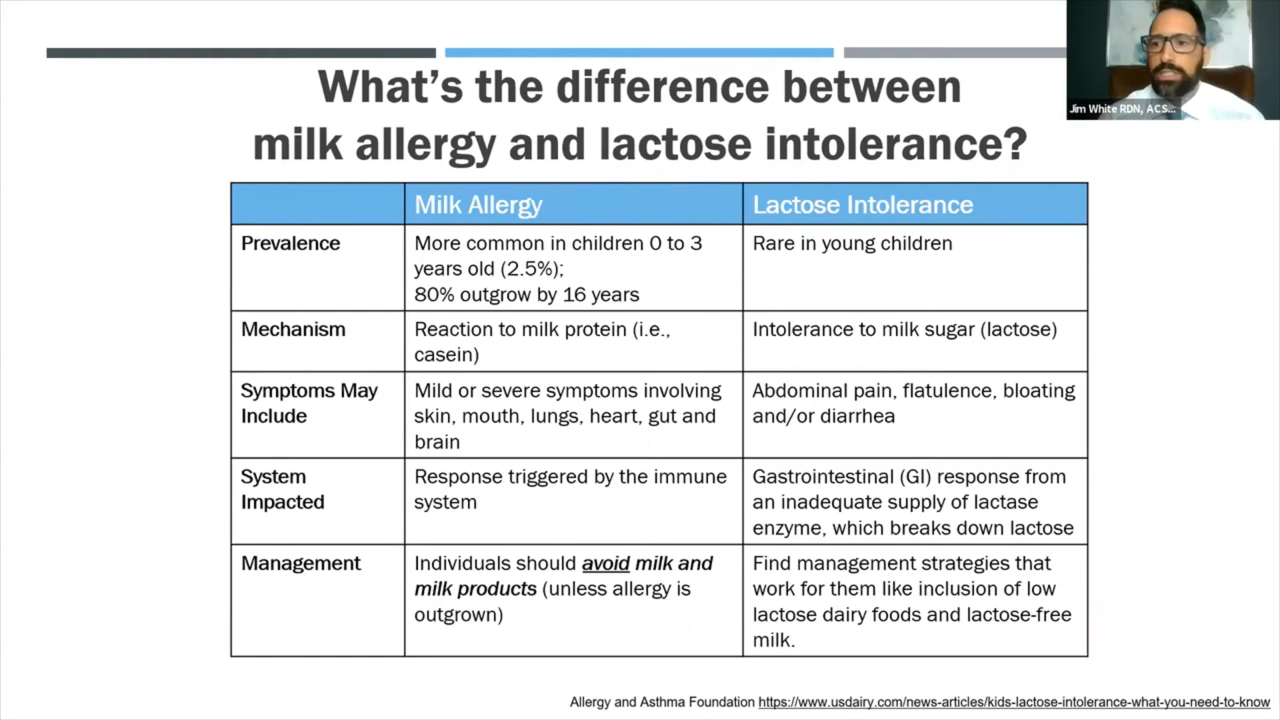 What's the difference between
milk allergy and lactose intolerance?
Jim White RDN, ACS...
Milk Allergy
Lactose Intolerance
Prevalence
More common in children 0 to 3
years old (2.5%);
80% outgrow by 16 years
Rare in young children
Mechanism
Reaction to milk protein (i.e.,
casein)
Intolerance to milk sugar (lactose)
Symptoms May
Include
Mild or severe symptoms involving
skin, mouth, lungs, heart, gut and
brain
Abdominal pain, flatulence, bloating
and/or diarrhea
System
Impacted
Response triggered by the immune
system
Gastrointestinal (GI) response from
an inadequate supply of lactase
enzyme, which breaks down lactose
Management
Individuals should avoid milk and
milk products (unless allergy is
outgrown)
Find management strategies that
work for them like inclusion of low
lactose dairy foods and lactose-free
milk.
Allergy and Asthma Foundation https://www.usdairy.com/news-articles/kids-lactose-intolerance-what-you-need-to-know